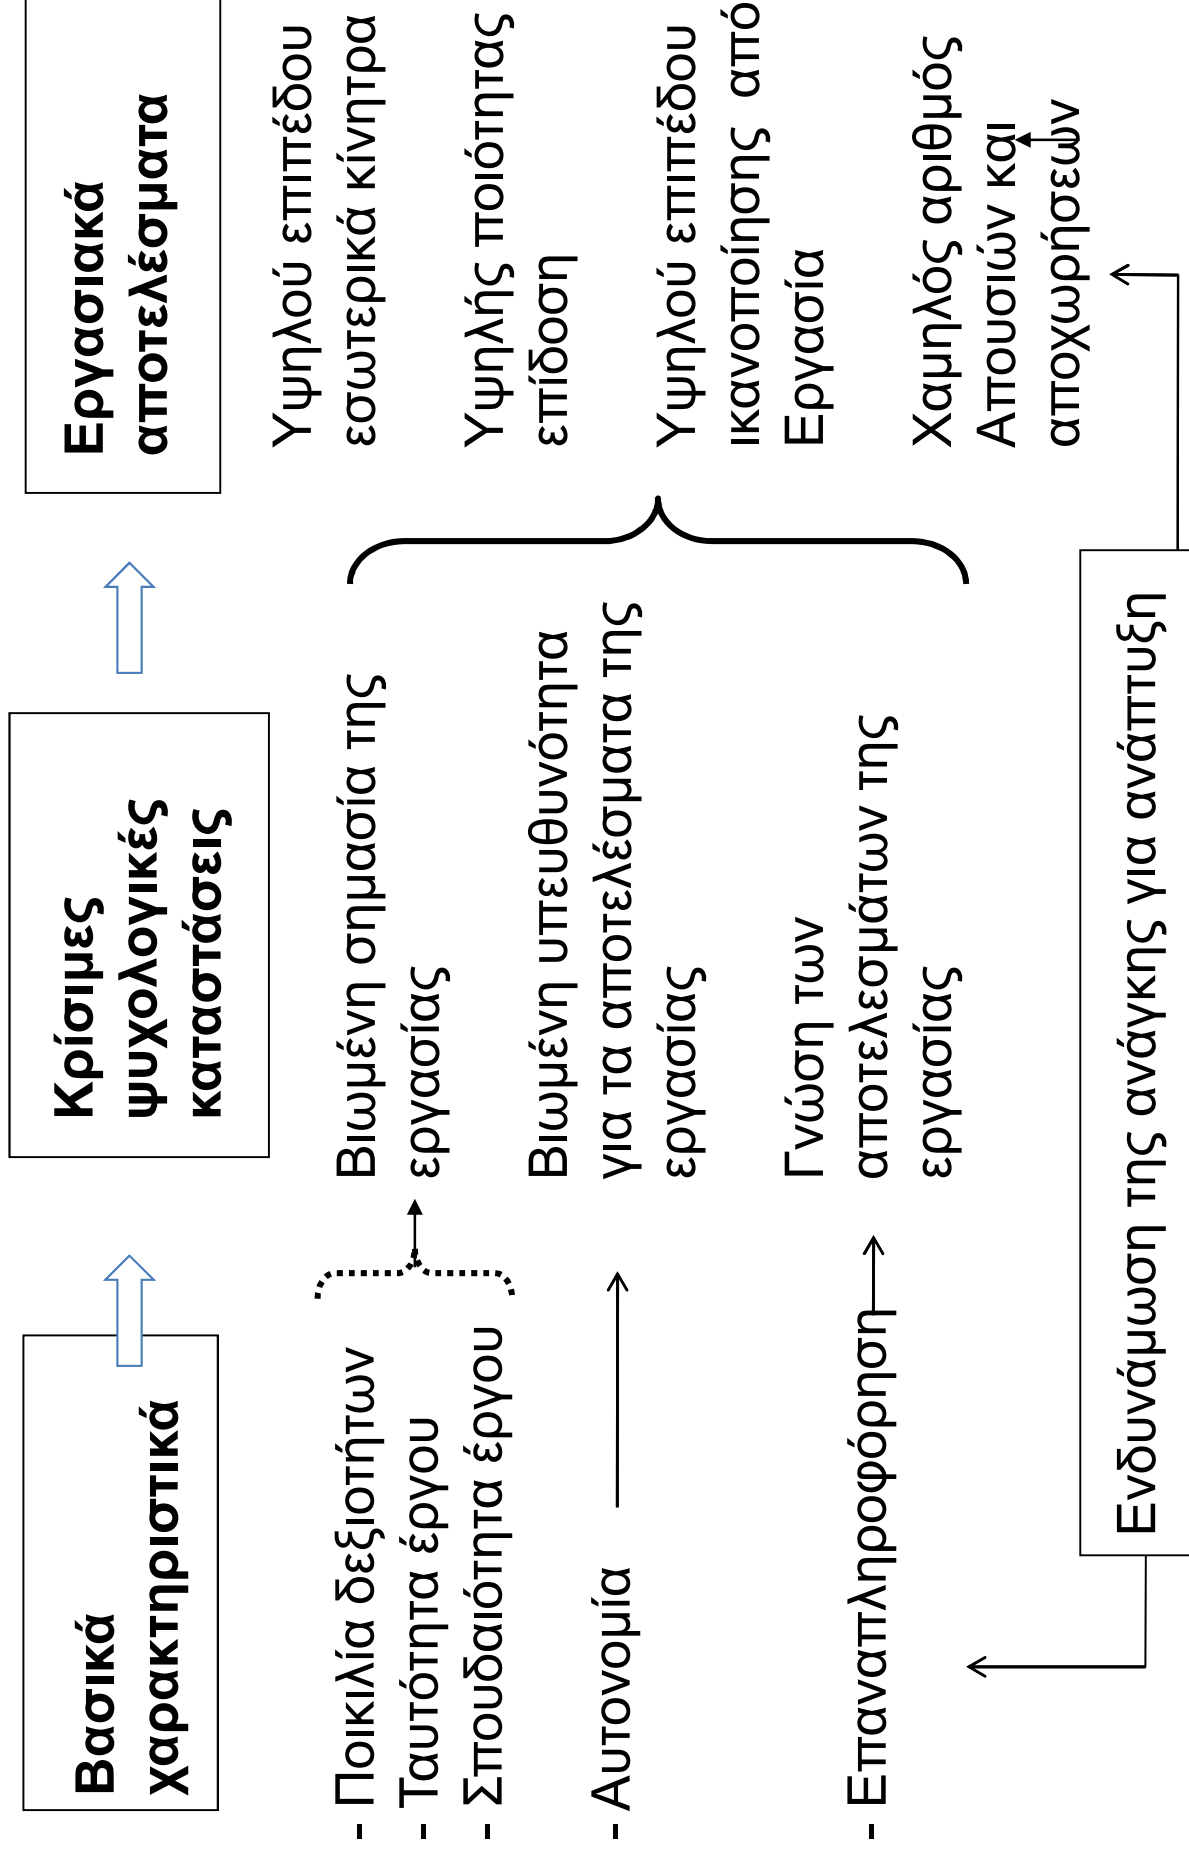 Βασικά
Χαρακτηριστικά
Κρίσιμες
ψυχολογικές
καταστάσεις
Εργασιακά
αποτελέσματα
- Ποικιλία δεξιοτήτων
- Ταυτότητα έργου
- Σπουδαιότητα έργου
- Αυτονομία
- Επαναπληροφόρηση
Βιωμένη σημασία της
εργασίας
Βιωμένη υπευθυνότητα
για τα αποτελέσματα της
εργασίας
Γνώση των
αποτελεσμάτων της
εργασίας
Υψηλού επιπέδου
εσωτερικά κίνητρα
Υψηλής ποιότητας
επίδοση
Υψηλού επιπέδου
ικανοποίησης από
Εργασία
Χαμηλός αριθμός
Απουσιών και
αποχωρήσεων
Ενδυνάμωση της ανάγκης για ανάπτυξη